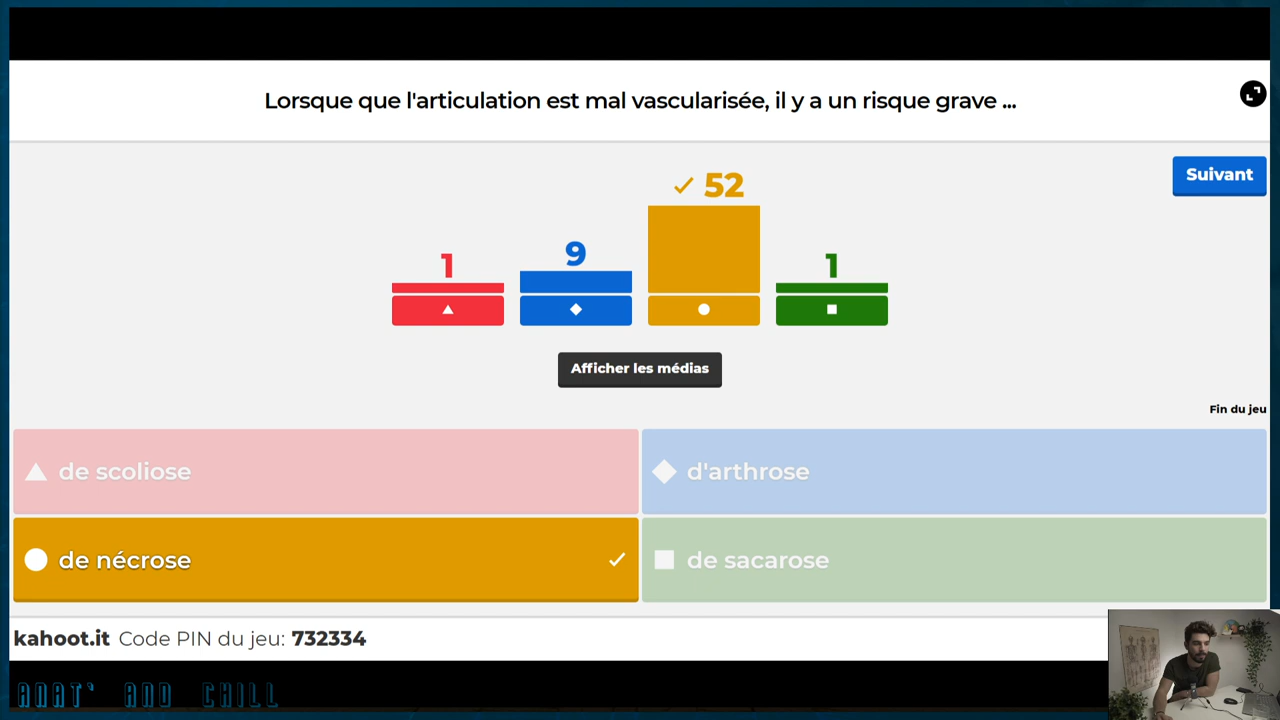 Lorsque que l'articulation est mal vascularisée, il y a un risque grave ...
Suivant
52
9
1
1
Afficher les médias
Fin du jeu
de scoliose
d'arthrose
de nécrose
de sacarose
kahoot.it Code PIN du jeu: 732334
ANAT' AND CHILL